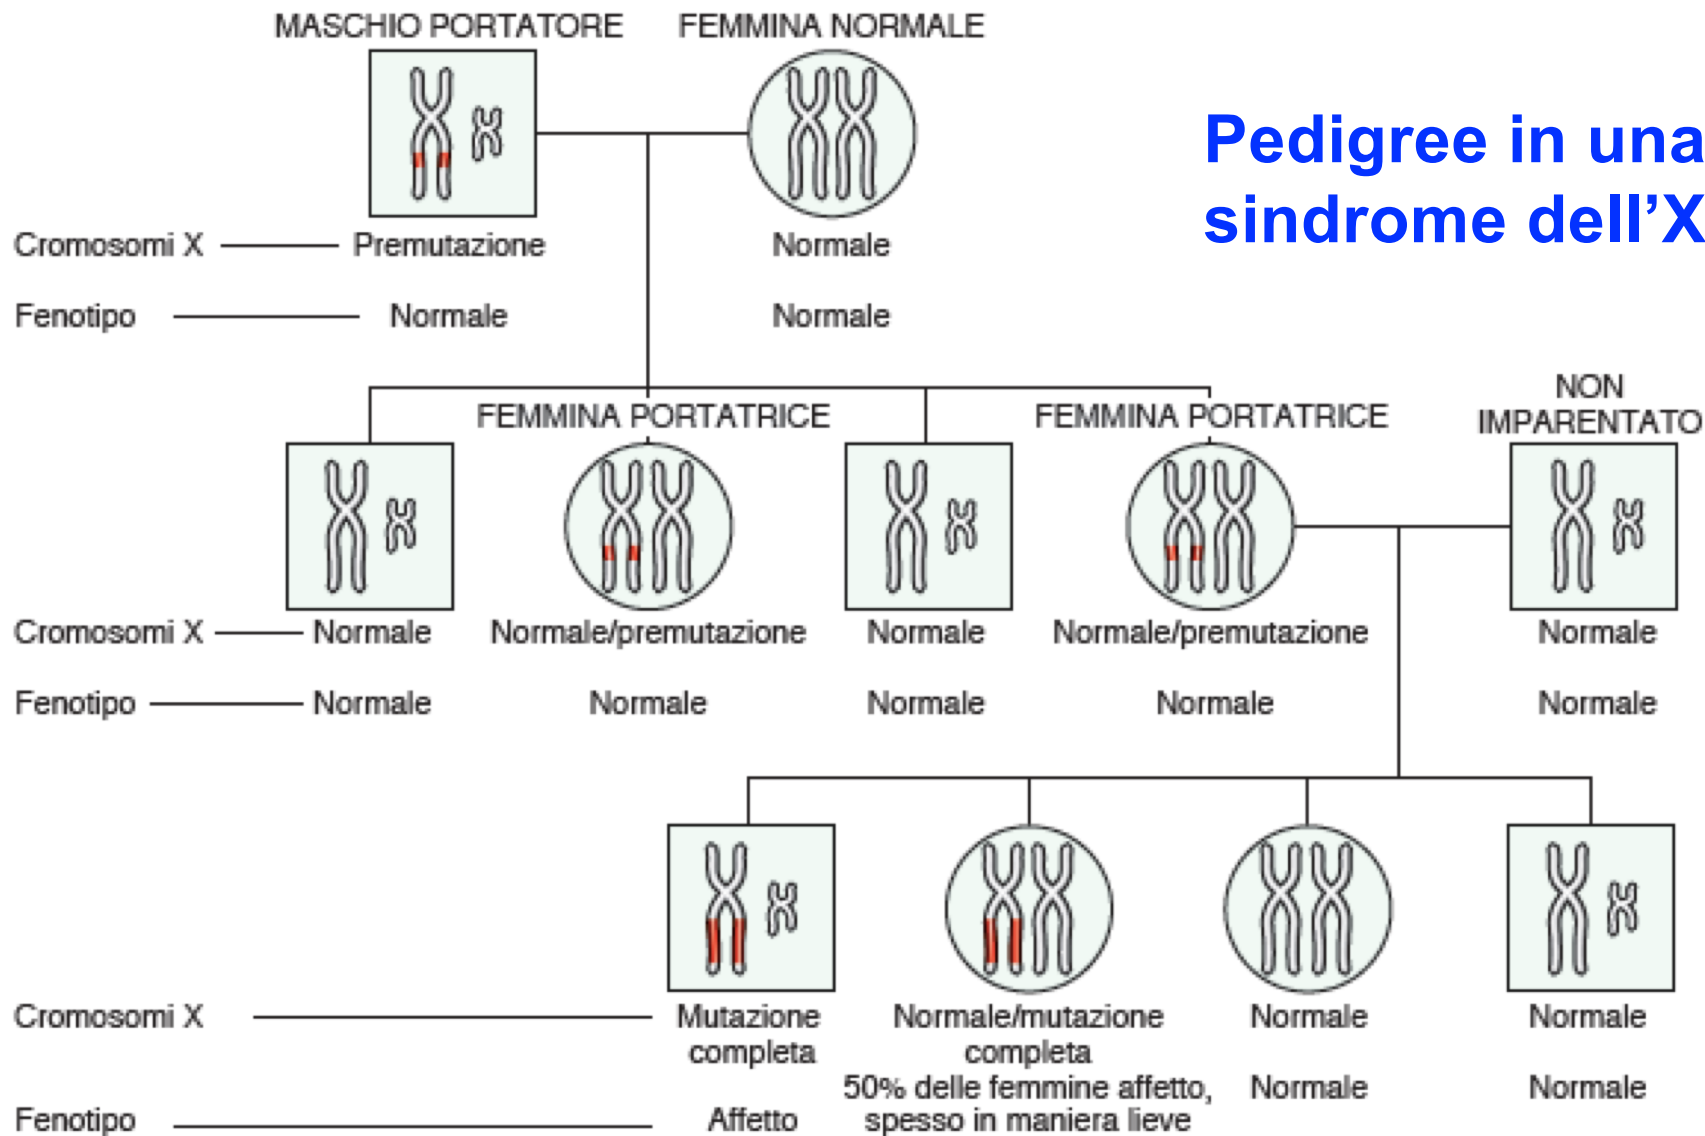 MASCHIO PORTATORE FEMMINA NORMALE
Pedigree in una
sindrome dell’X
Cromosomi X Premutazione Normale
Fenotipo Normale Normale
FEMMINA PORTATRICE FEMMINA PORTATRICE NON
IMPARENTATO
Cromosomi X Normale Normale/premutazione Normale Normale/premutazione Normale
Fenotipo Normale Normale Normale Normale Normale
Cromosomi X Mutazione Normale/mutazione Normale Normale
completa completa
50% delle femmine affetto, Normale Normale
Fenotipo Affetto spesso in maniera lieve